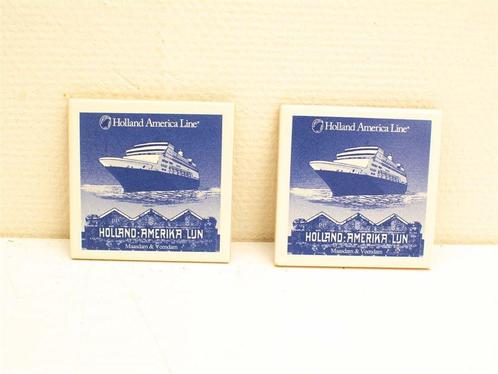 Holland America Line®
HOLLAND-AMERIKA LIJN
Maasdam & Veendam
Holland America Line®
HOLLAND-AMERIKA LIJN
Maasdam & Veendam